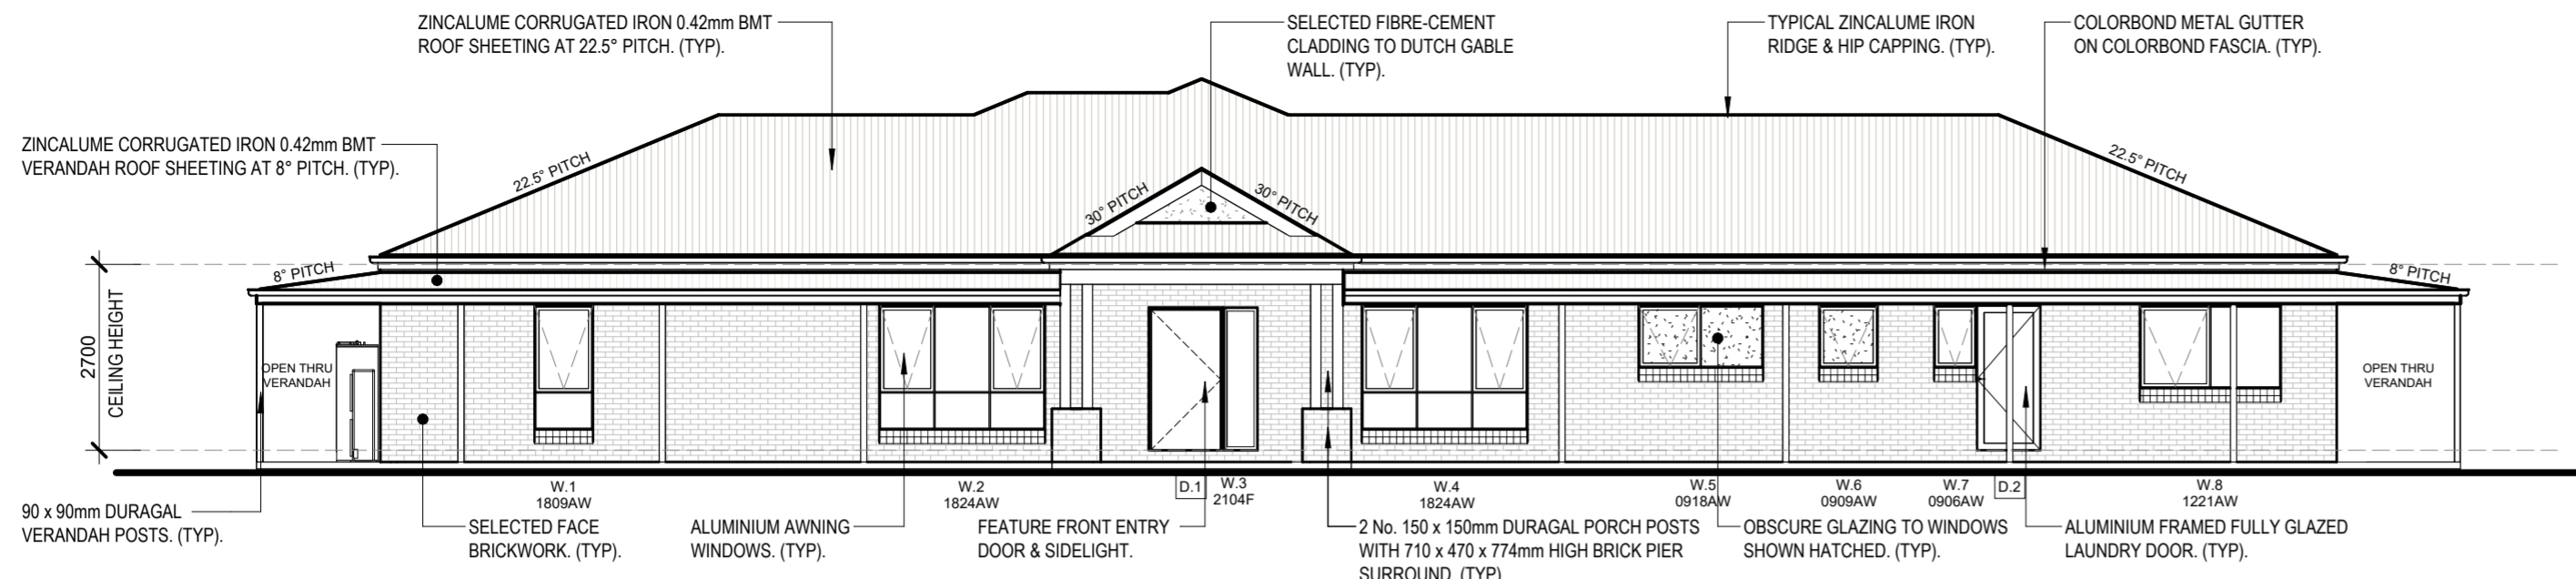 ZINCALUME CORRUGATED IRON 0.42mm BMT
ROOF SHEETING AT 22.5° PITCH. (TYP).
SELECTED FIBRE-CEMENT
CLADDING TO DUTCH GABLE
WALL. (TYP).
TYPICAL ZINCALUME IRON
RIDGE & HIP CAPPING. (TYP).
COLORBOND METAL GUTTER
ON COLORBOND FASCIA. (TYP).
ZINCALUME CORRUGATED IRON 0.42mm BMT
VERANDAH ROOF SHEETING AT 8° PITCH. (TYP).
22.5° PITCH
30° PITCH
30° PITCH
22.5° PITCH
8° PITCH
8° PITCH
2700
CEILING HEIGHT
OPEN THRU
VERANDAH
OPEN THRU
VERANDAH
W.1
1809AW
W.2
1824AW
D.1
W.3
2104F
W.4
1824AW
W.5
0918AW
W.6
0909AW
W.7
0906AW
D.2
W.8
1221AW
90 x 90mm DURAGAL
VERANDAH POSTS. (TYP).
SELECTED FACE
BRICKWORK. (TYP).
ALUMINIUM AWNING
WINDOWS. (TYP).
FEATURE FRONT ENTRY
DOOR & SIDELIGHT.
2 No. 150 x 150mm DURAGAL PORCH POSTS
WITH 710 x 470 x 774mm HIGH BRICK PIER
SURROUND. (TYP)
OBSCURE GLAZING TO WINDOWS
SHOWN HATCHED. (TYP).
ALUMINIUM FRAMED FULLY GLAZED
LAUNDRY DOOR. (TYP).